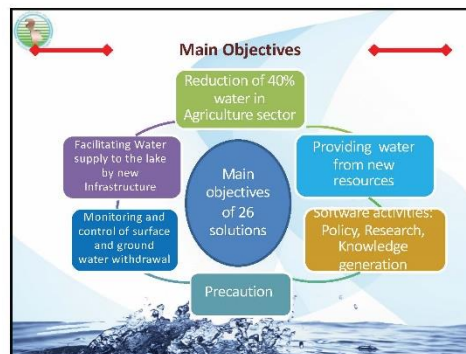 Main Objectives
Reduction of 40%
water in
Agriculture sector
Providing water
from new
resources
Software activities:
Policy, Research,
Knowledge
generation
Precaution
Monitoring and
control of surface
and ground
water withdrawal
Facilitating Water
supply to the lake
by new
Infrastructure
Main
objectives
of 26
solutions